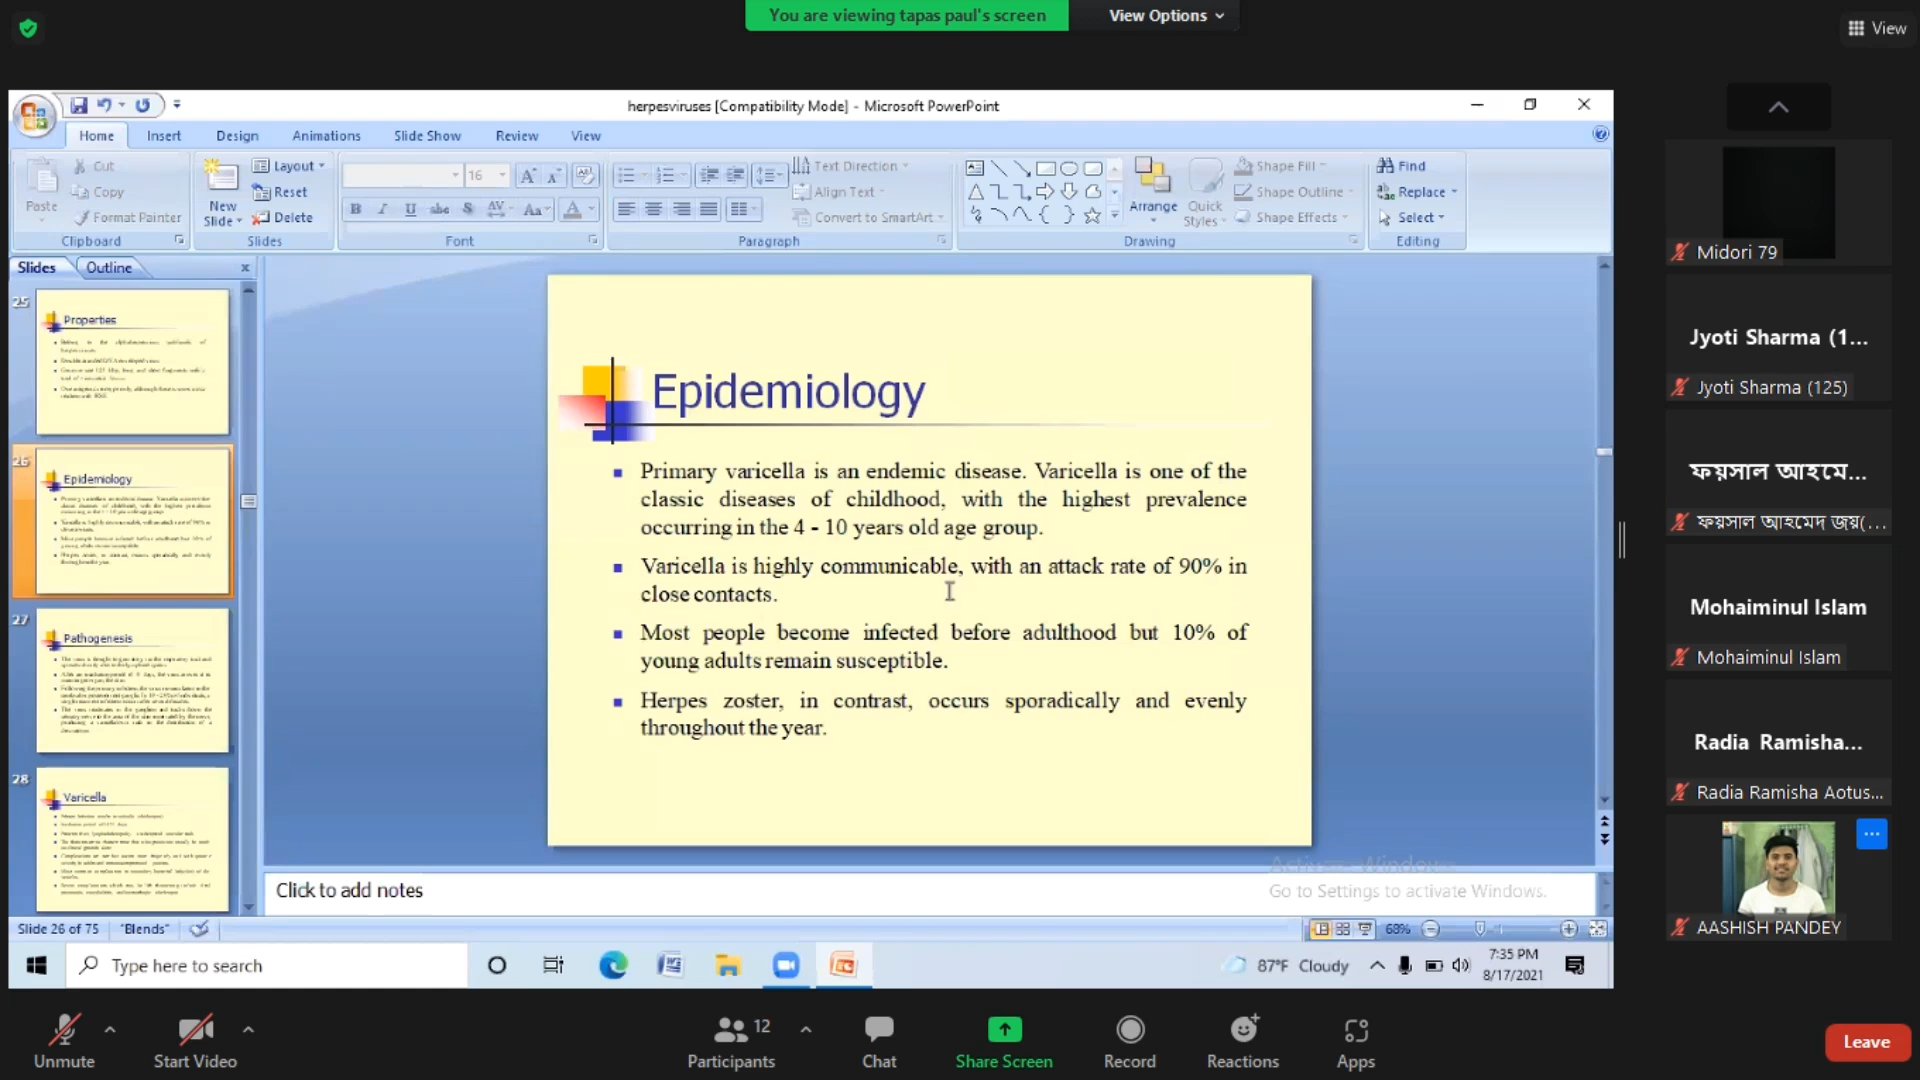 You are viewing tapas paul's screen
View Options
View
herpesviruses [Compatibility Mode] - Microsoft PowerPoint
Home Insert Design Animations Slide Show Review View
Paste
Cut
Copy
Format Painter
Clipboard
New
Slide
Layout
Reset
Delete
Slides
16
Font
Text Direction
Align Text
Convert to SmartArt
Paragraph
Arrange
Quick
Styles
Shape Fill
Shape Outline
Shape Effects
Drawing
Find
Replace
Select
Editing
Slides Outline
25
Properties
26
Epidemiology
27
Pathogenesis
28
Varicella
Epidemiology
Primary varicella is an endemic disease. Varicella is one of the
classic diseases of childhood, with the highest prevalence
occurring in the 4 - 10 years old age group.
Varicella is highly communicable, with an attack rate of 90% in
close contacts.
Most people become infected before adulthood but 10% of
young adults remain susceptible.
Herpes zoster, in contrast, occurs sporadically and evenly
throughout the year.
Click to add notes
Go to Settings to activate Windows.
Slide 26 of 75 "Blends"
68%
Type here to search
87°F Cloudy
7:35 PM
8/17/2021
Midori 79
Jyoti Sharma (1...
Jyoti Sharma (125)
ফয়সাল আহমে...
ফয়সাল আহমেদ জয়(...
Mohaiminul Islam
Mohaiminul Islam
Radia Ramisha...
Radia Ramisha Aotus...
AASHISH PANDEY
Unmute
Start Video
12
Participants
Chat
Share Screen
Record
Reactions
Apps
Leave